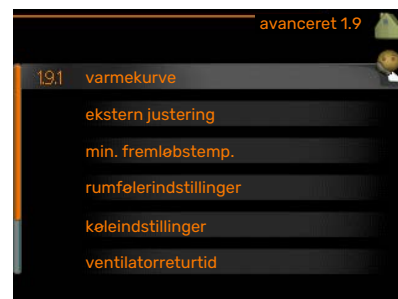 avanceret 1.9
1.9.1 varmekurve
ekstern justering
min. fremløbstemp.
rumfølerindstillinger
køleindstillinger
ventilatorreturtid